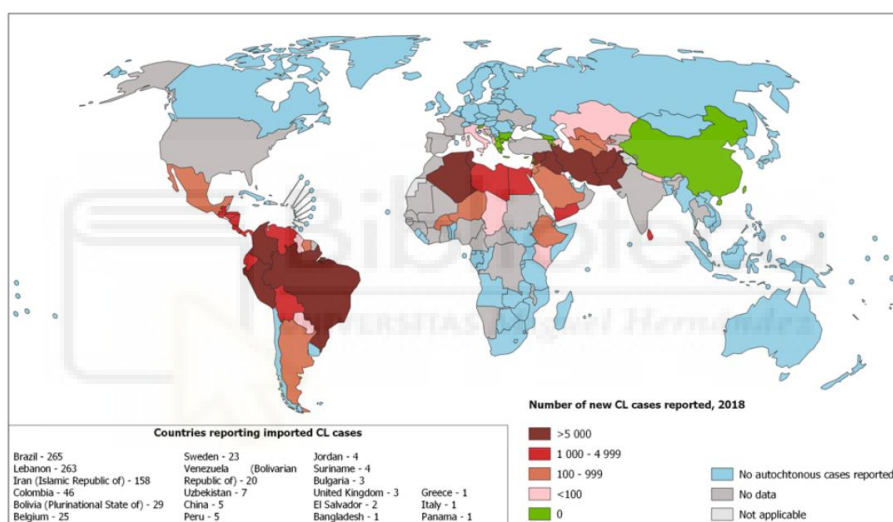 Biblioteca
UNIVERSITAS Miguel Hernández
Number of new CL cases reported, 2018
>5 000
1 000 - 4 999
100 - 999
<100
0
No autochtonous cases reported
No data
Not applicable
Countries reporting imported CL cases
Brazil - 265
Lebanon - 263
Iran (Islamic Republic of) - 158
Colombia - 46
Bolivia (Plurinational State of) - 29
Belgium - 25
Sweden - 23
Venezuela (Bolivarian
Republic of) - 20
Uzbekistan - 7
China - 5
Peru - 5
Jordan - 4
Suriname - 4
Bulgaria - 3
United Kingdom - 3
El Salvador - 2
Bangladesh - 1
Greece - 1
Italy - 1
Panama - 1